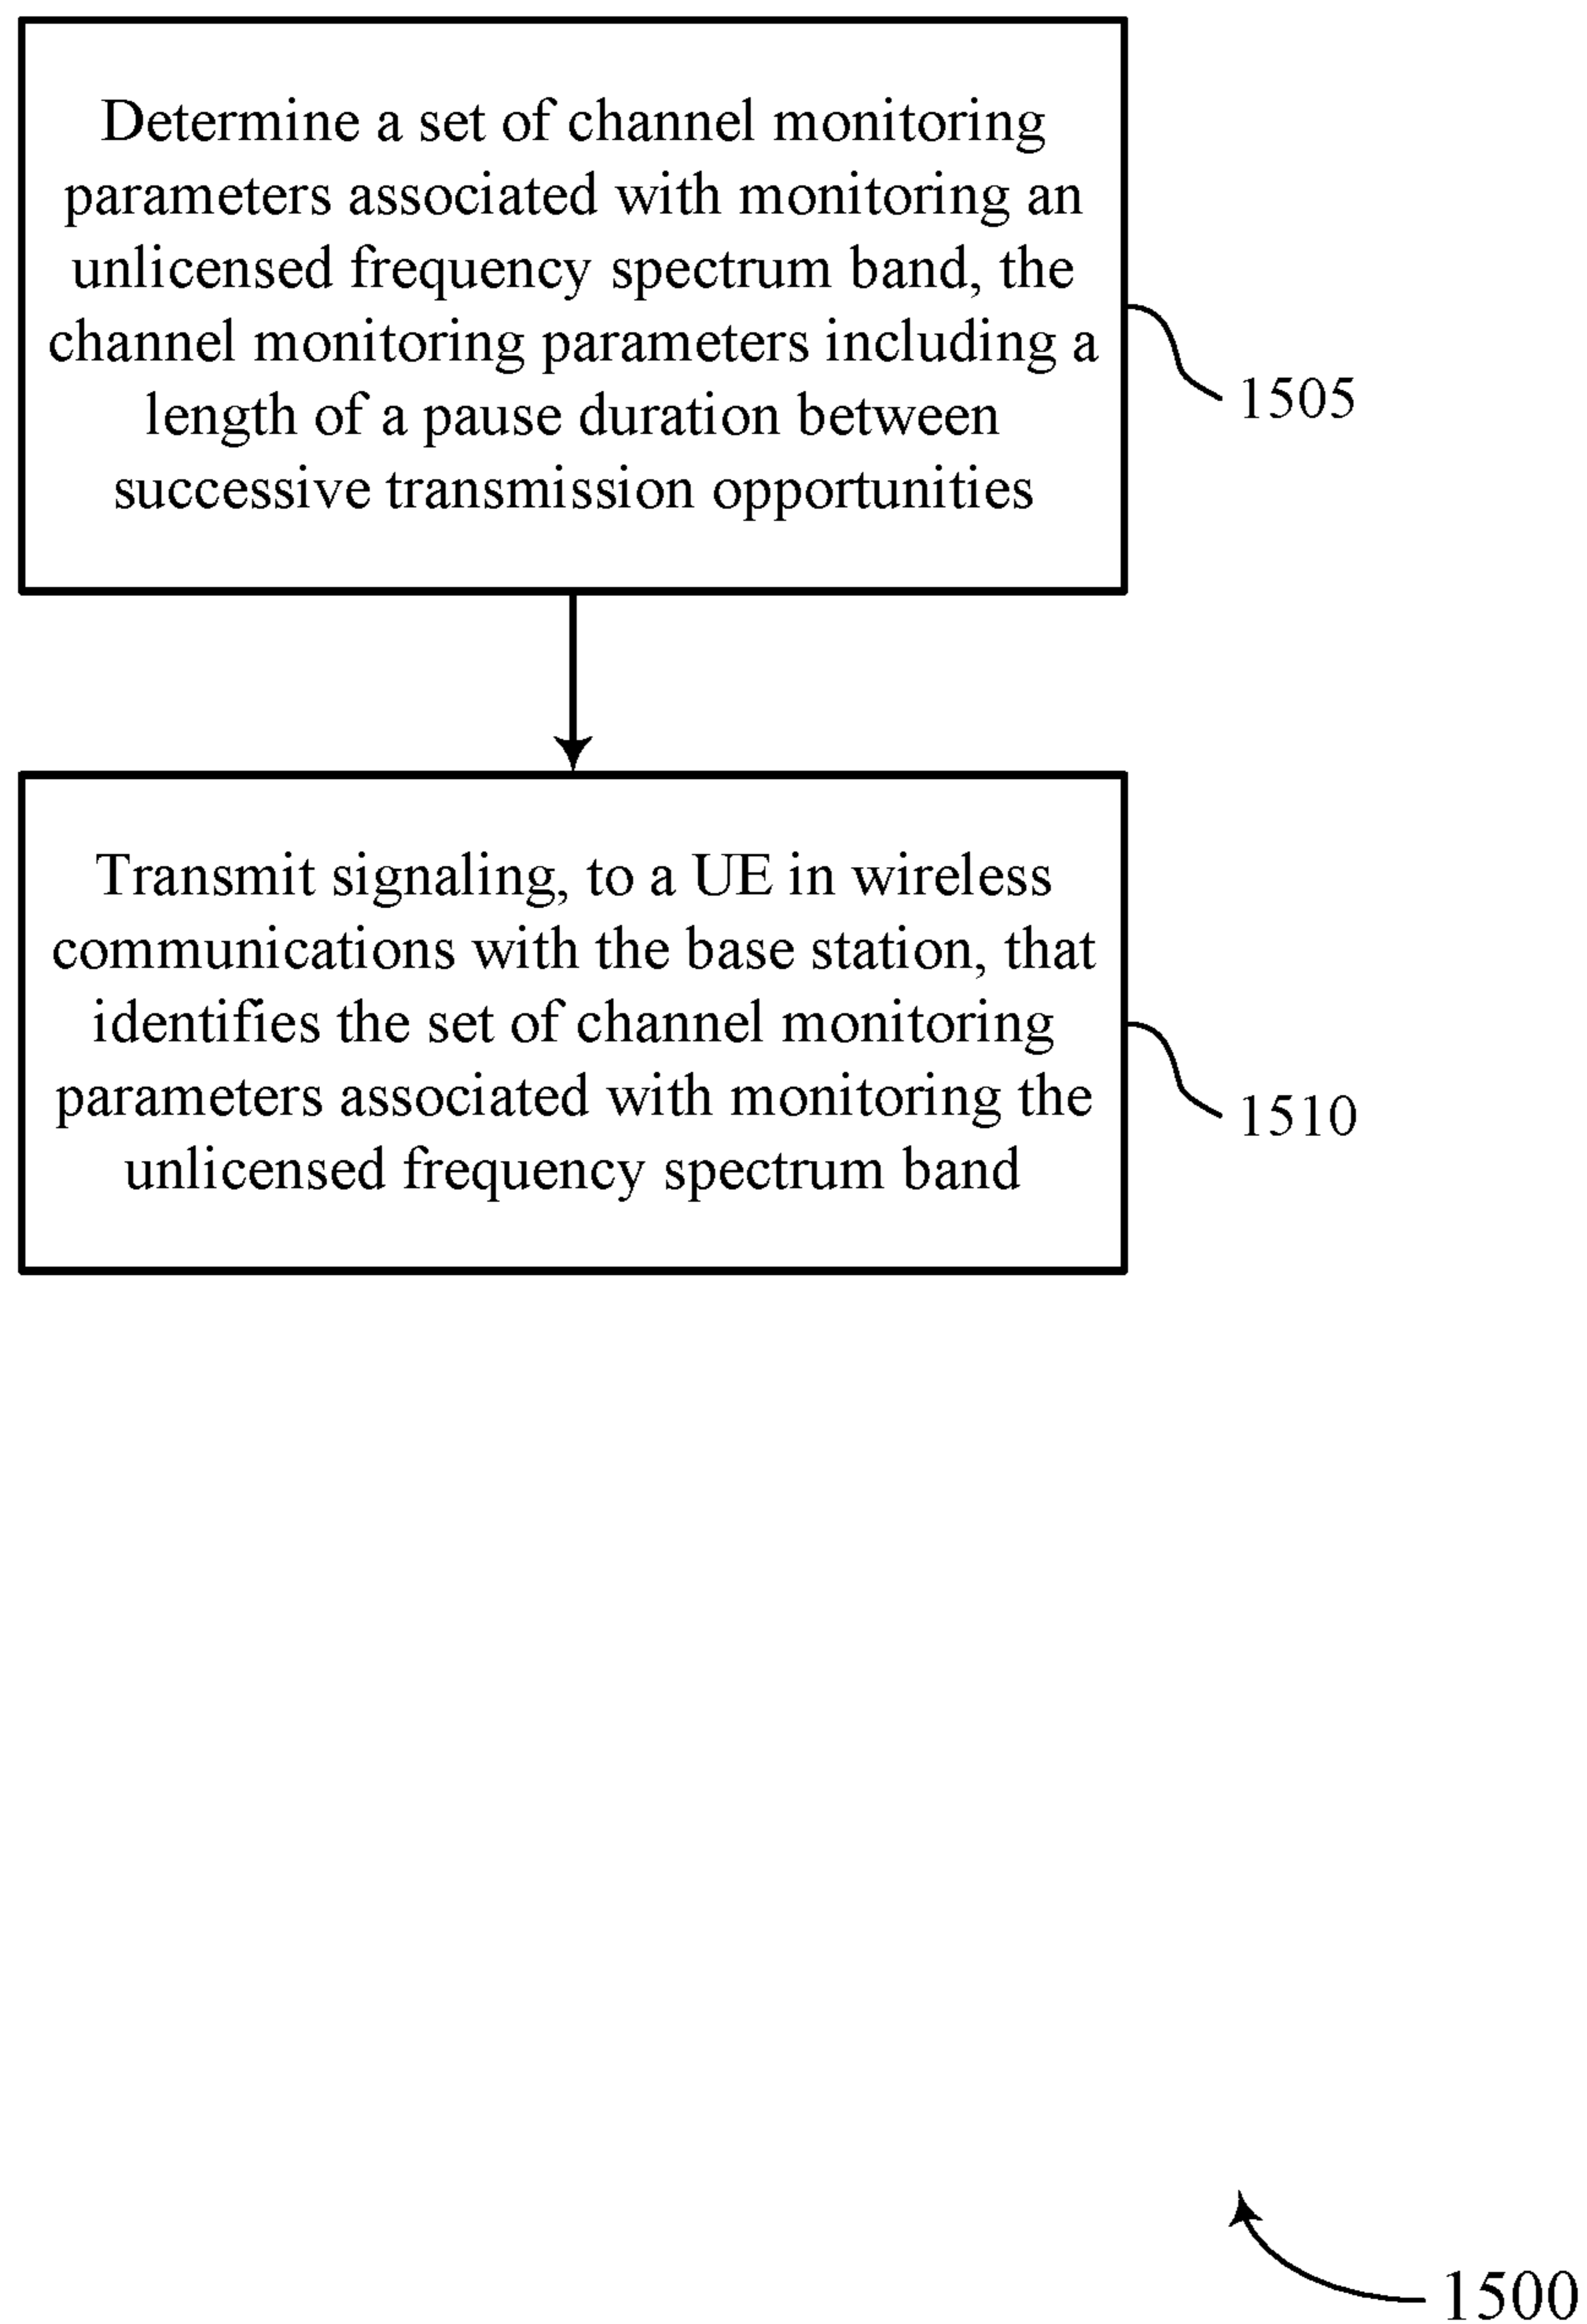 Determine a set of channel monitoring
parameters associated with monitoring an
unlicensed frequency spectrum band, the
channel monitoring parameters including a
length of a pause duration between
successive transmission opportunities
1505
Transmit signaling, to a UE in wireless
communications with the base station, that
identifies the set of channel monitoring
parameters associated with monitoring the
unlicensed frequency spectrum band
1510
1500